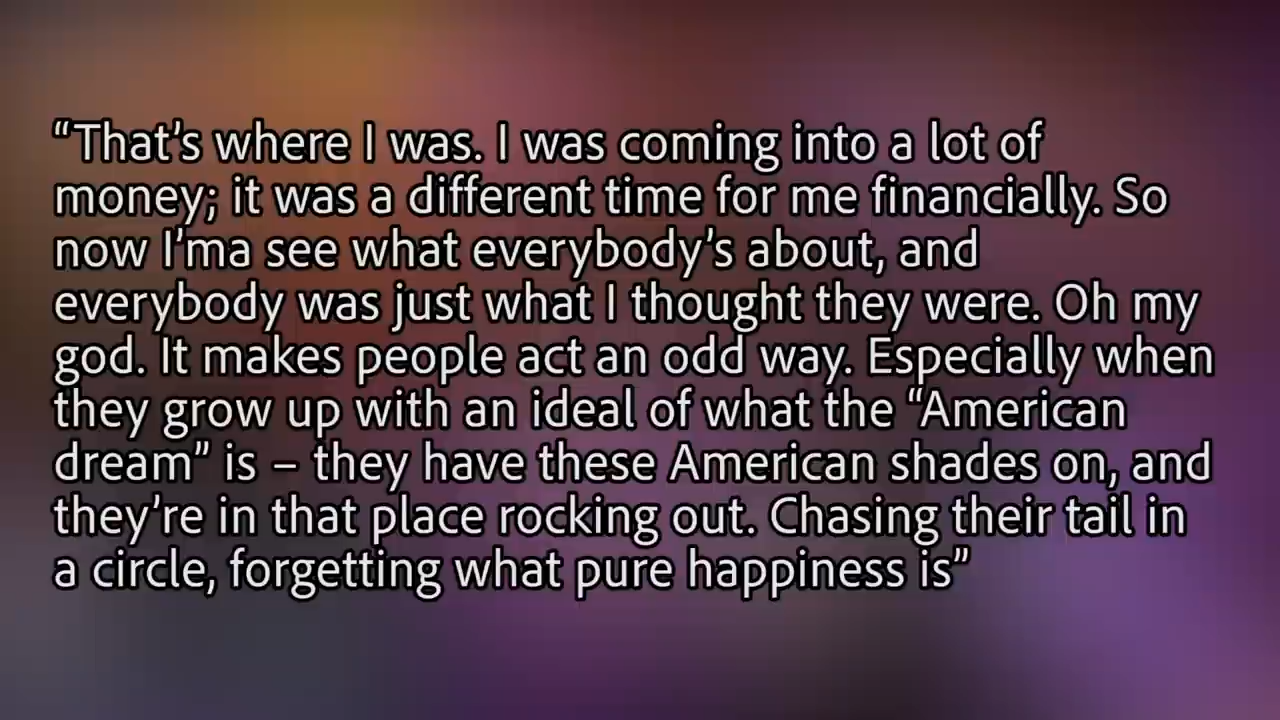 “That’s where I was. I was coming into a lot of
money; it was a different time for me financially. So
now I’ma see what everybody’s about, and
everybody was just what I thought they were. Oh my
god. It makes people act an odd way. Especially when
they grow up with an ideal of what the “American
dream” is – they have these American shades on, and
they’re in that place rocking out. Chasing their tail in
a circle, forgetting what pure happiness is”